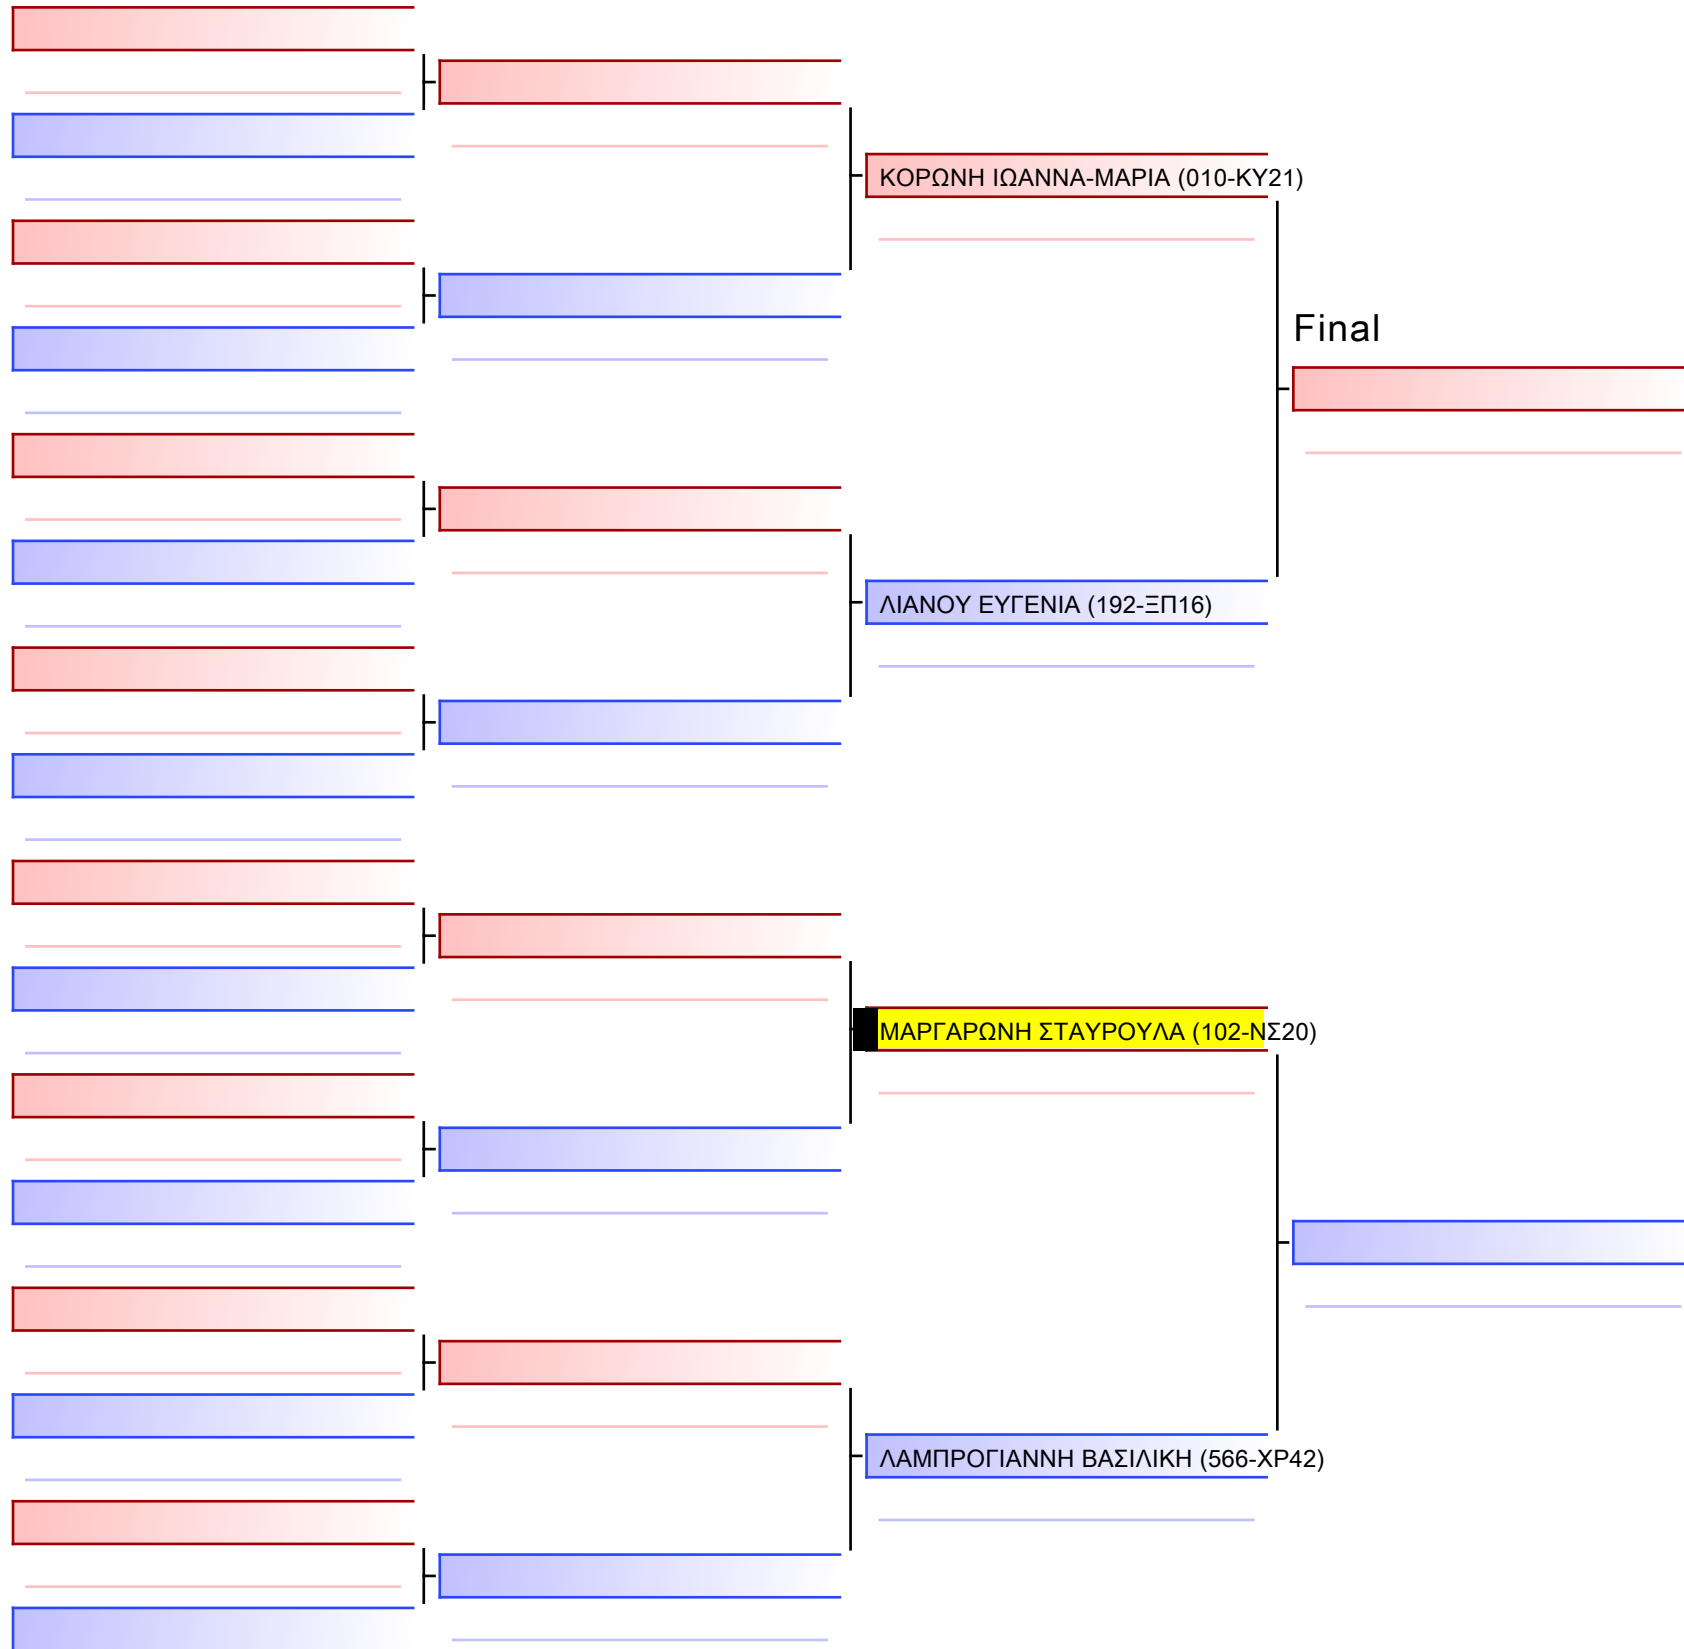 ΚΟΡΩΝΗ ΙΩΑΝΝΑ-ΜΑΡΙΑ (010-ΚΥ21)
Final
ΛΙΑΝΟΥ ΕΥΓΕΝΙΑ (192-ΞΠ16)
ΜΑΡΓΑΡΩΝΗ ΣΤΑΥΡΟΥΛΑ (102-ΝΣ20)
ΛΑΜΠΡΟΓΙΑΝΝΗ ΒΑΣΙΛΙΚΗ (566-ΧΡ42)